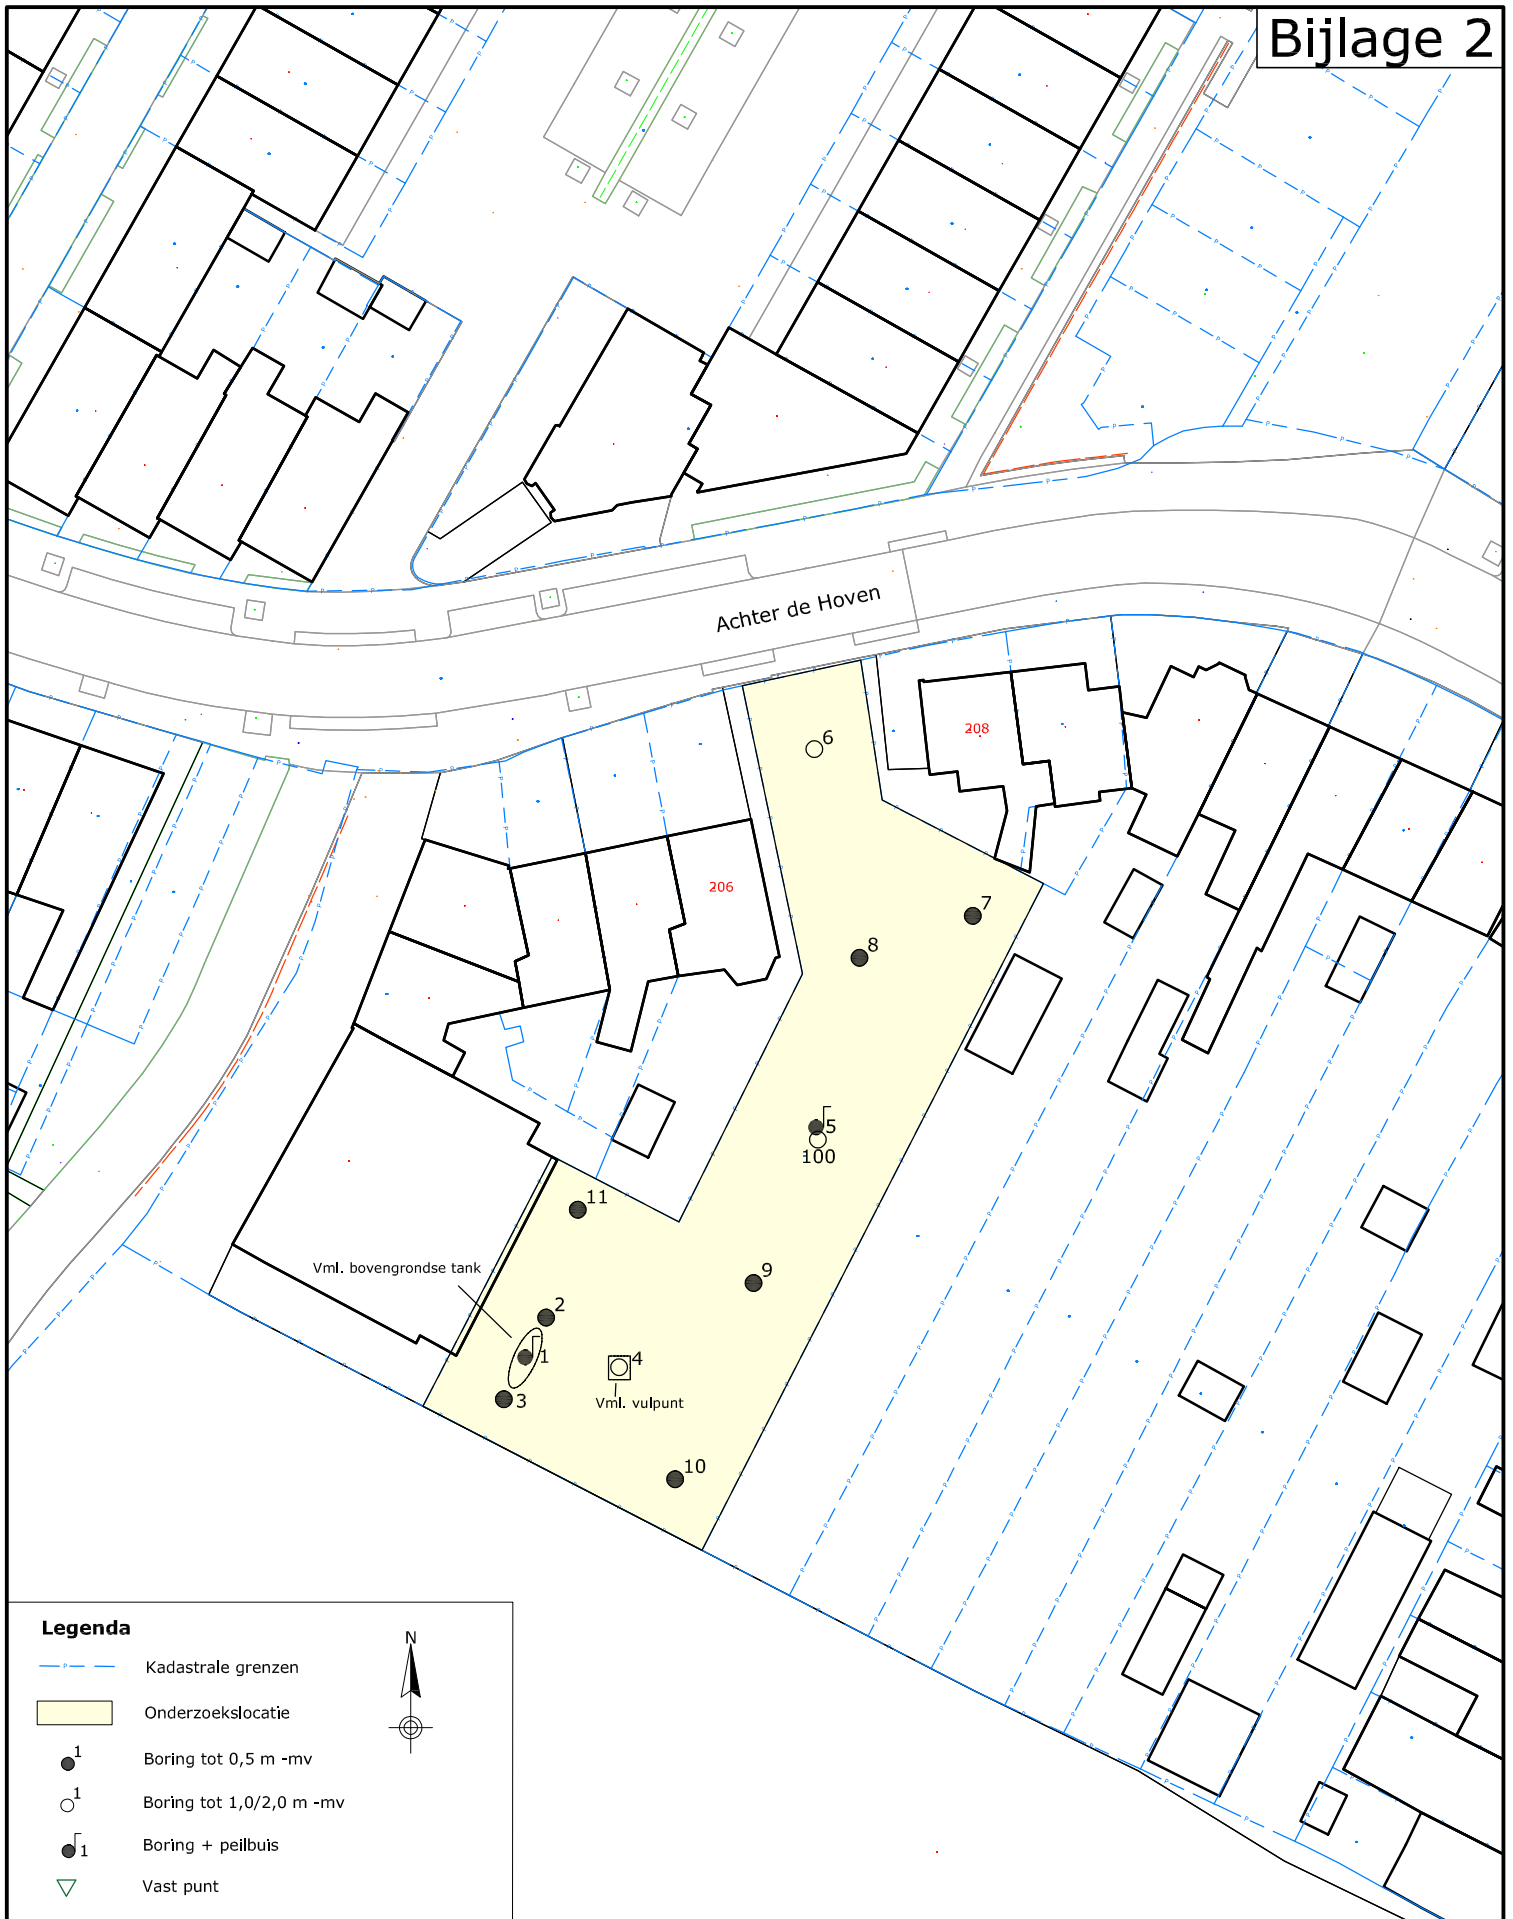 Bijlage 2
Achter de Hoven
6
208
206
7
8
5
100
11
9
Vml. bovengrondse tank
2
1
4
3
Vml. vulpunt
10
Legenda
N
P
Kadastrale grenzen
Onderzoekslocatie
1
Boring tot 0,5 m -mv
1
Boring tot 1,0/2,0 m -mv
1
Boring + peilbuis
Vast punt